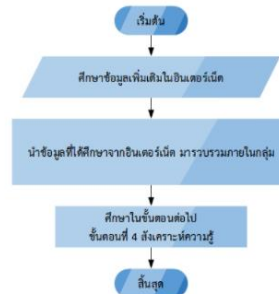 เริ่มต้น
ศึกษาข้อมูลเพิ่มเติมในอินเตอร์เน็ต
นำข้อมูลที่ได้ศึกษาจากอินเตอร์เน็ต มารวบรวมภายในกลุ่ม
ศึกษาในขั้นตอนต่อไป
ขั้นตอนที่ 4 สังเคราะห์ความรู้
สิ้นสุด